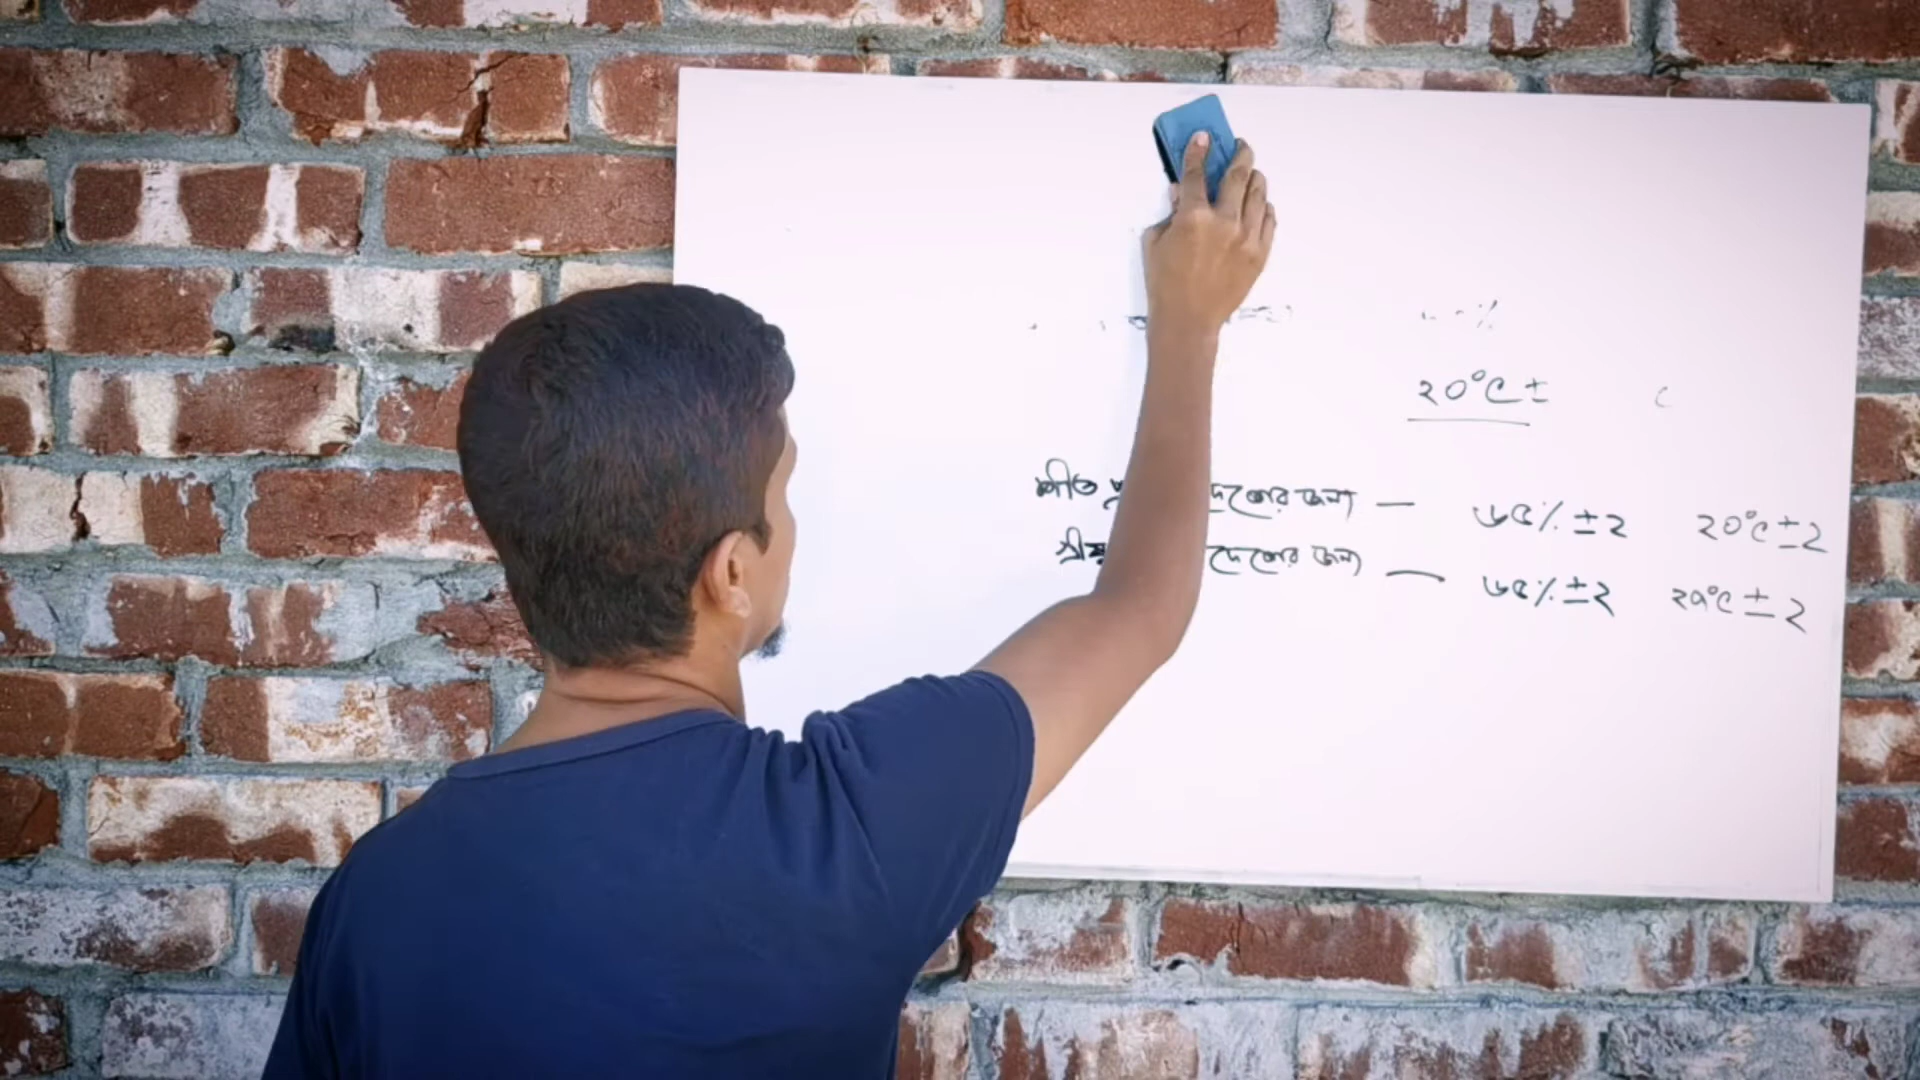 ২০°C ±
শীত দেশের জন্য — ৬৫% ±২ ২০°c ±২
দেশের জন্য — ৬৫% ±২ ২৭°c ±২